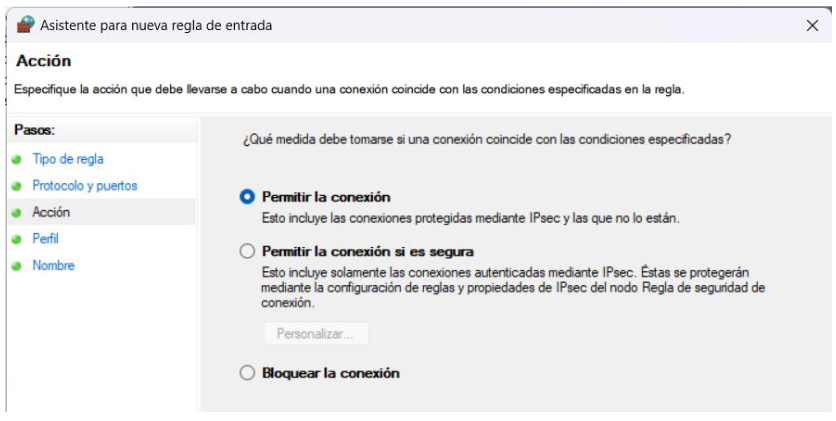 Asistente para nueva regla de entrada
Acción
Especifique la acción que debe llevarse a cabo cuando una conexión coincide con las condiciones especificadas en la regla.
Pasos:
Tipo de regla
Protocolo y puertos
Acción
Perfil
Nombre
¿Qué medida debe tomarse si una conexión coincide con las condiciones especificadas?
Permitir la conexión
Esto incluye las conexiones protegidas mediante IPsec y las que no lo están.
Permitir la conexión si es segura
Esto incluye solamente las conexiones autenticadas mediante IPsec. Éstas se protegerán
mediante la configuración de reglas y propiedades de IPsec del nodo Regla de seguridad de
conexión.
Personalizar...
Bloquear la conexión